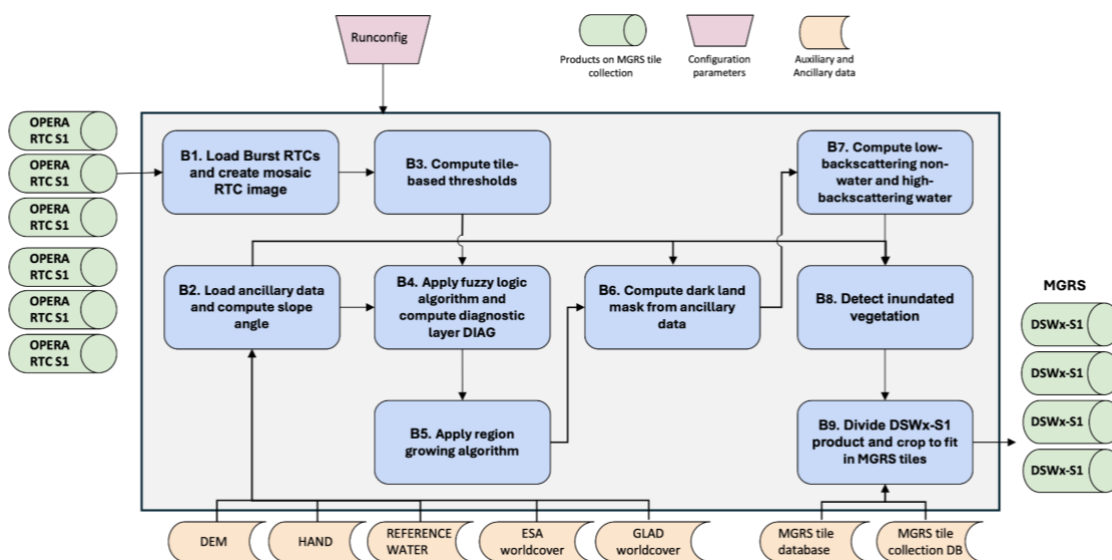 Runconfig
Products on MGRS tile
collection
Configuration
parameters
Auxiliary and
Ancillary data
OPERA
RTC S1
OPERA
RTC S1
OPERA
RTC S1
OPERA
RTC S1
OPERA
RTC S1
OPERA
RTC S1
B1. Load Burst RTCs
and create mosaic
RTC image
B3. Compute tile-
based thresholds
B7. Compute low-
backscattering non-
water and high-
backscattering water
B2. Load ancillary data
and compute slope
angle
B4. Apply fuzzy logic
algorithm and
compute diagnostic
layer DIAG
B6. Compute dark land
mask from ancillary
data
B8. Detect inundated
vegetation
B5. Apply region
growing algorithm
B9. Divide DSWx-S1
product and crop to fit
in MGRS tiles
MGRS
DSWx-S1
DSWx-S1
DSWx-S1
DSWx-S1
DEM
HAND
REFERENCE
WATER
ESA
worldcover
GLAD
worldcover
MGRS tile
database
MGRS tile
collection DB